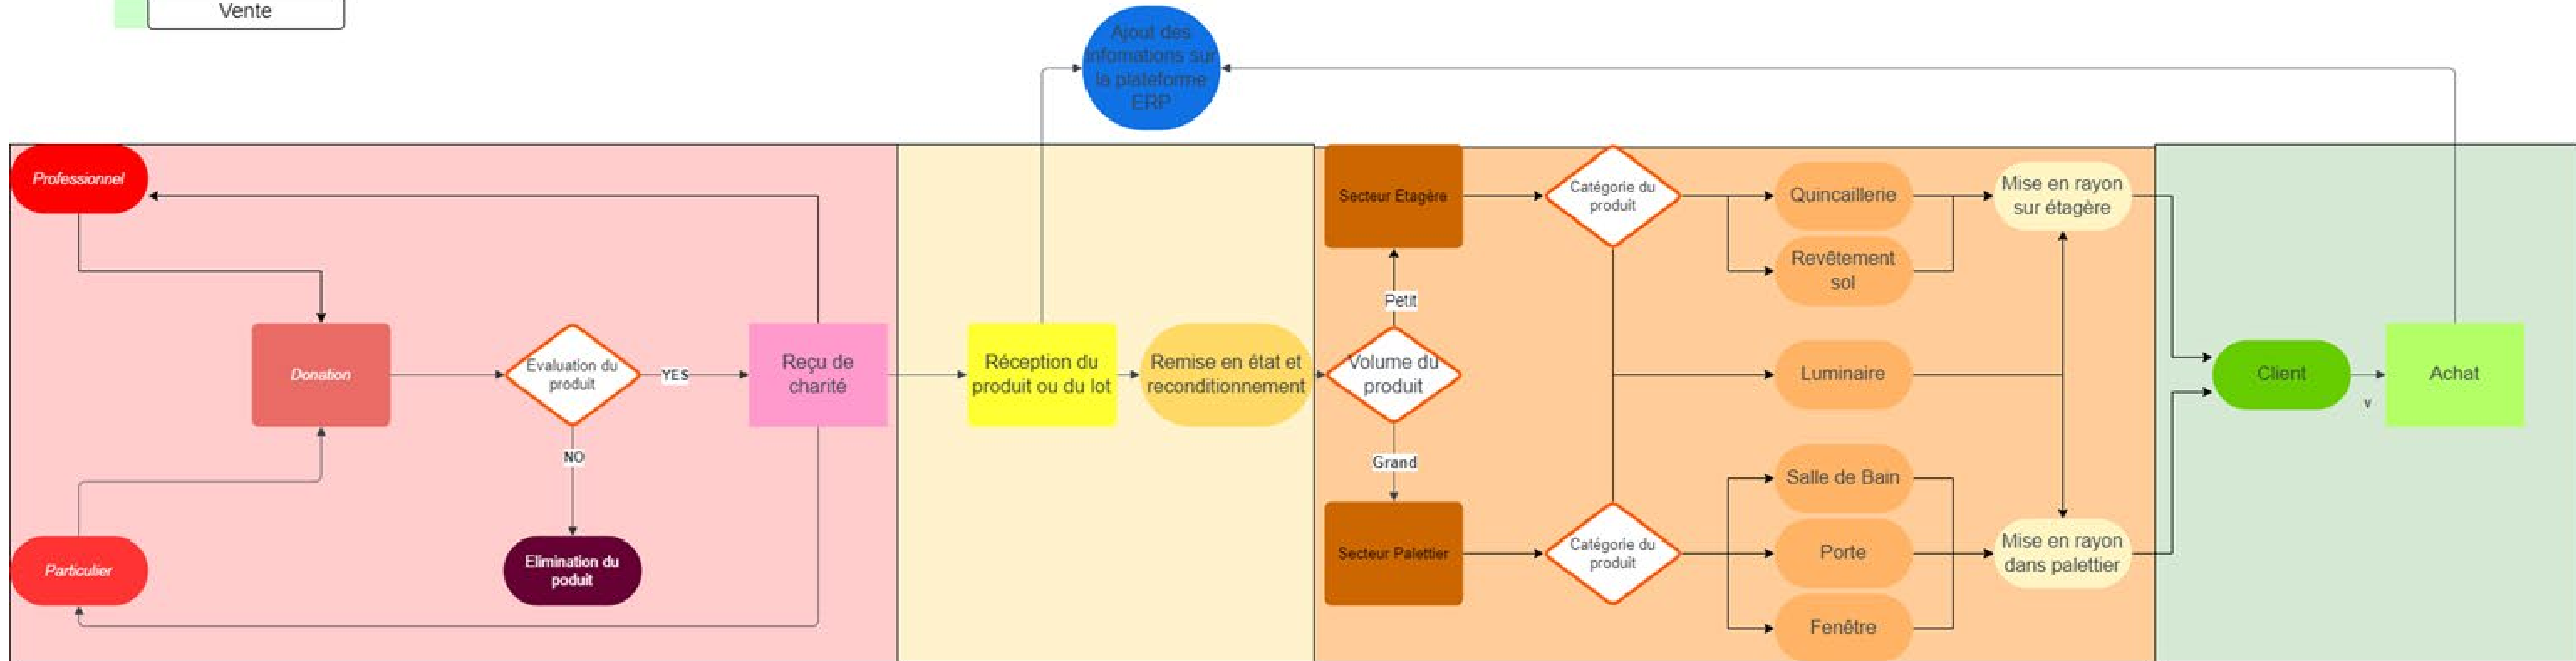 Vente
Ajout des
infomations sur
la plateforme
ERP
Professionnel
Donation
Particulier
Evaluation du
produit
YES
NO
Elimination du
poduit
Reçu de
charité
Réception du
produit ou du lot
Remise en état et
reconditionnement
Volume du
produit
Petit
Grand
Secteur Etagère
Secteur Palettier
Catégorie du
produit
Catégorie du
produit
Quincaillerie
Revêtement
sol
Luminaire
Salle de Bain
Porte
Fenêtre
Mise en rayon
sur étagère
Mise en rayon
dans palettier
Client
v
Achat